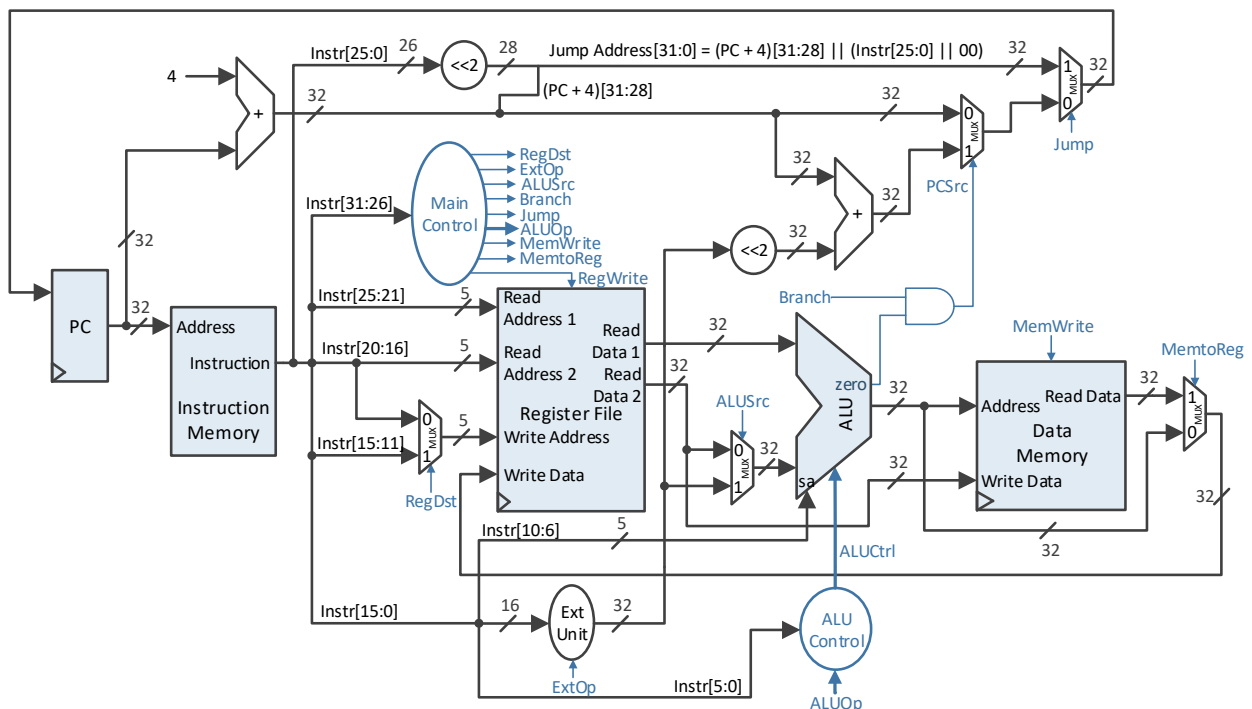 Instr[25:0]
26
<<2
28
Jump Address[31:0] = (PC + 4)[31:28] || (Instr[25:0] || 00)
32
1
MUX
0
32
Jump
4
+
32
(PC + 4)[31:28]
32
0
MUX
1
PCSrc
RegDst
ExtOp
ALUSrc
Branch
Jump
ALUOp
MemWrite
MemtoReg
RegWrite
Main
Control
Instr[31:26]
32
+
32
<<2
32
32
PC
32
Address
Instruction
Instruction
Memory
Instr[25:21]
5
Instr[20:16]
5
Instr[15:11]
0
MUX
1
5
RegDst
Read
Address 1
Read
Address 2
Read
Data 1
Read
Data 2
Register File
Write Address
Write Data
32
32
ALUSrc
0
MUX
1
32
Branch
zero
ALU
sa
32
MemWrite
Address
Read Data
Data
Memory
Write Data
32
32
MemtoReg
1
MUX
0
32
32
Instr[10:6]
5
ALUCtrl
Instr[15:0]
16
Ext
Unit
32
ExtOp
Instr[5:0]
ALU
Control
ALUOp